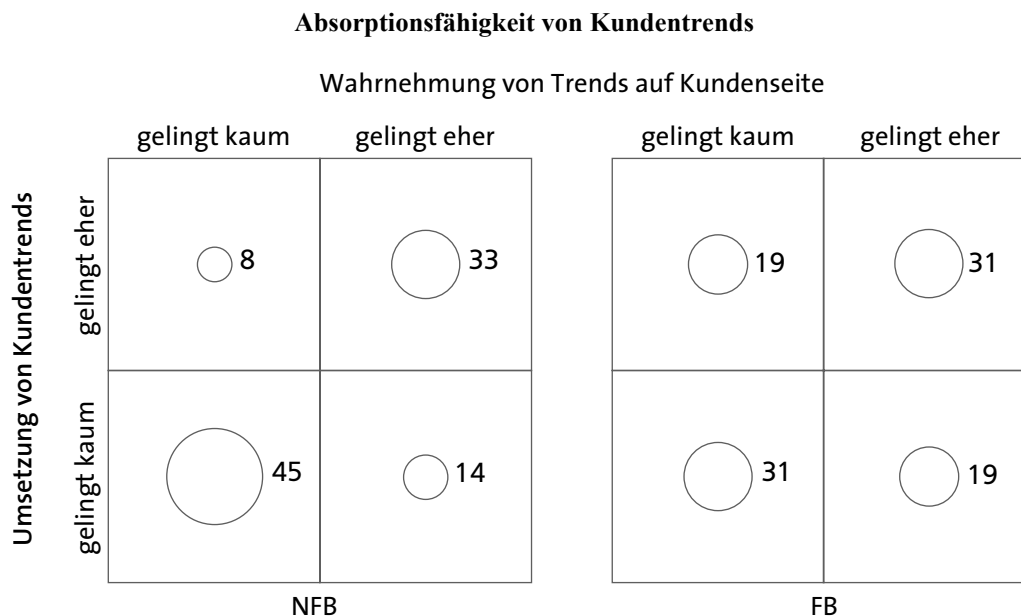 Absorptionsfähigkeit von Kundentrends
Wahrnehmung von Trends auf Kundenseite
gelingt kaum gelingt eher gelingt kaum gelingt eher
Umsetzung von Kundentrends
gelingt eher
8 33 19 31
gelingt kaum
45 14 31 19
NFB FB